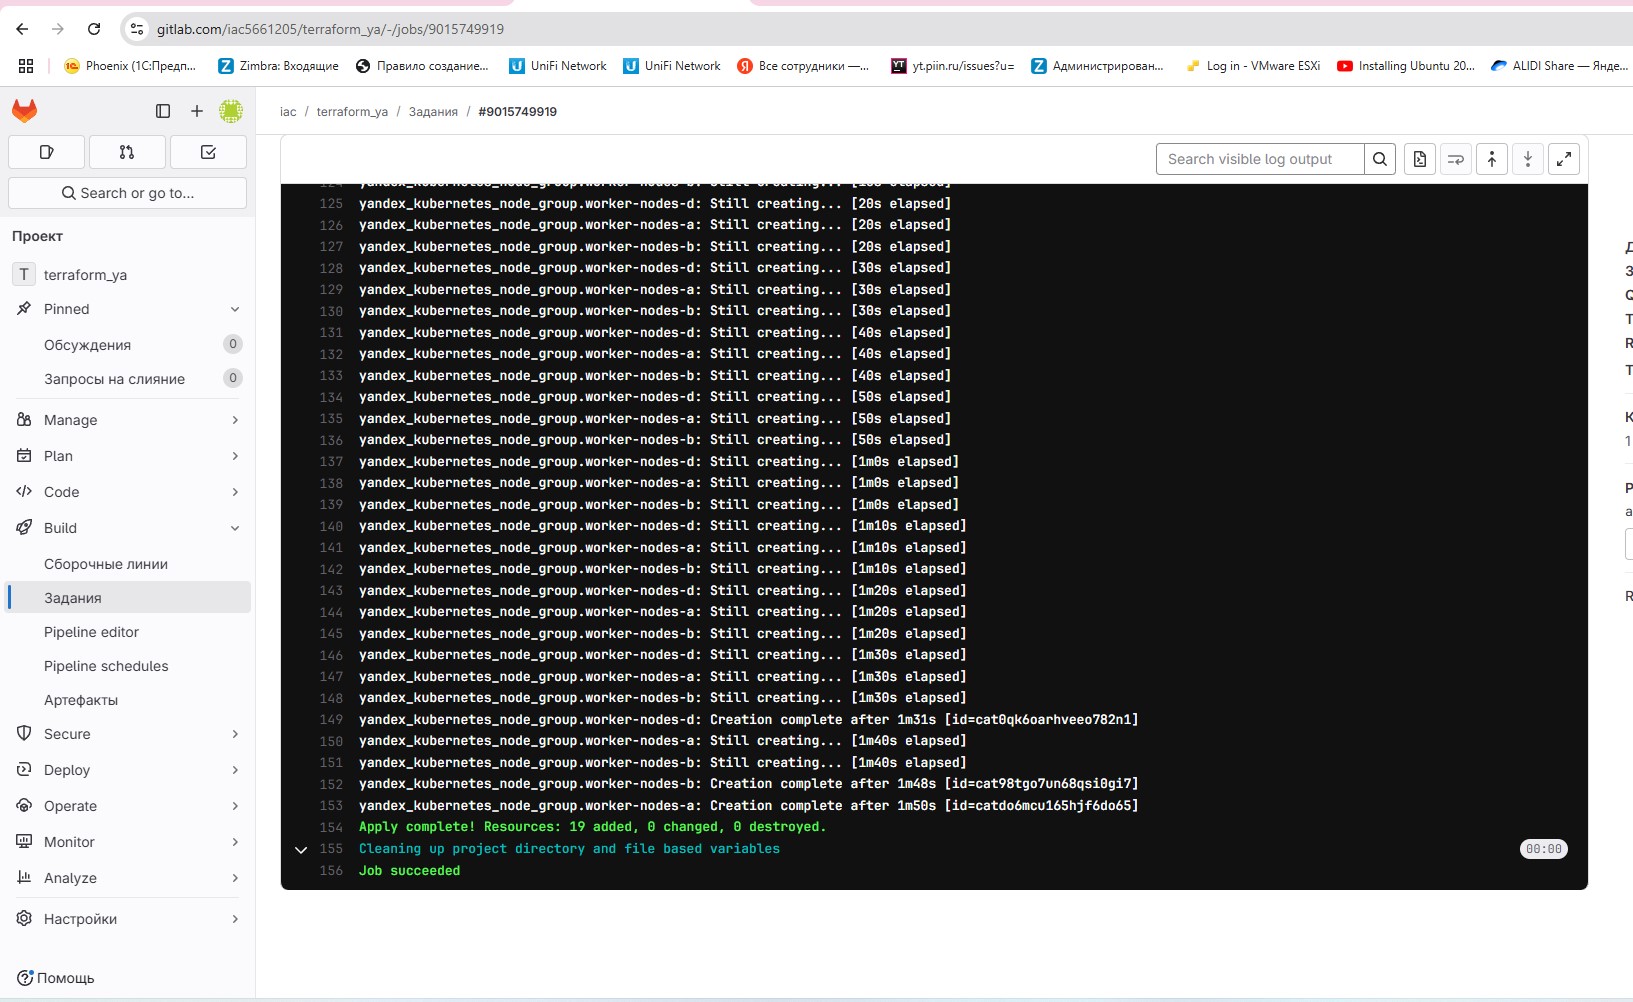 gitlab.com/iac5661205/terraform_ya/-/jobs/9015749919
Phoenix (1С:Предп...
Zimbra: Входящие
Правило создание...
UniFi Network
UniFi Network
Все сотрудники —...
yt.piin.ru/issues?u=
Администрирован...
Log in - VMware ESXi
Installing Ubuntu 20...
ALIDI Share — Янде...
iac / terraform_ya / Задания / #9015749919
Search or go to...
Проект
T terraform_ya
Pinned
Обсуждения 0
Запросы на слияние 0
Manage
Plan
Code
Build
Сборочные линии
Задания
Pipeline editor
Pipeline schedules
Артефакты
Secure
Deploy
Operate
Monitor
Analyze
Настройки
Помощь
Search visible log output
124 yandex_kubernetes_node_group.worker-nodes-b: Still creating... [10s elapsed]
125 yandex_kubernetes_node_group.worker-nodes-d: Still creating... [20s elapsed]
126 yandex_kubernetes_node_group.worker-nodes-a: Still creating... [20s elapsed]
127 yandex_kubernetes_node_group.worker-nodes-b: Still creating... [20s elapsed]
128 yandex_kubernetes_node_group.worker-nodes-d: Still creating... [30s elapsed]
129 yandex_kubernetes_node_group.worker-nodes-a: Still creating... [30s elapsed]
130 yandex_kubernetes_node_group.worker-nodes-b: Still creating... [30s elapsed]
131 yandex_kubernetes_node_group.worker-nodes-d: Still creating... [40s elapsed]
132 yandex_kubernetes_node_group.worker-nodes-a: Still creating... [40s elapsed]
133 yandex_kubernetes_node_group.worker-nodes-b: Still creating... [40s elapsed]
134 yandex_kubernetes_node_group.worker-nodes-d: Still creating... [50s elapsed]
135 yandex_kubernetes_node_group.worker-nodes-a: Still creating... [50s elapsed]
136 yandex_kubernetes_node_group.worker-nodes-b: Still creating... [50s elapsed]
137 yandex_kubernetes_node_group.worker-nodes-d: Still creating... [1m0s elapsed]
138 yandex_kubernetes_node_group.worker-nodes-a: Still creating... [1m0s elapsed]
139 yandex_kubernetes_node_group.worker-nodes-b: Still creating... [1m0s elapsed]
140 yandex_kubernetes_node_group.worker-nodes-d: Still creating... [1m10s elapsed]
141 yandex_kubernetes_node_group.worker-nodes-a: Still creating... [1m10s elapsed]
142 yandex_kubernetes_node_group.worker-nodes-b: Still creating... [1m10s elapsed]
143 yandex_kubernetes_node_group.worker-nodes-d: Still creating... [1m20s elapsed]
144 yandex_kubernetes_node_group.worker-nodes-a: Still creating... [1m20s elapsed]
145 yandex_kubernetes_node_group.worker-nodes-b: Still creating... [1m20s elapsed]
146 yandex_kubernetes_node_group.worker-nodes-d: Still creating... [1m30s elapsed]
147 yandex_kubernetes_node_group.worker-nodes-a: Still creating... [1m30s elapsed]
148 yandex_kubernetes_node_group.worker-nodes-b: Still creating... [1m30s elapsed]
149 yandex_kubernetes_node_group.worker-nodes-d: Creation complete after 1m31s [id=cat0qk6oarhveeo782n1]
150 yandex_kubernetes_node_group.worker-nodes-a: Still creating... [1m40s elapsed]
151 yandex_kubernetes_node_group.worker-nodes-b: Still creating... [1m40s elapsed]
152 yandex_kubernetes_node_group.worker-nodes-b: Creation complete after 1m48s [id=cat98tgo7un68qsi0gi7]
153 yandex_kubernetes_node_group.worker-nodes-a: Creation complete after 1m50s [id=catdo6mcu165hjf6do65]
154 Apply complete! Resources: 19 added, 0 changed, 0 destroyed.
155 Cleaning up project directory and file based variables 00:00
156 Job succeeded